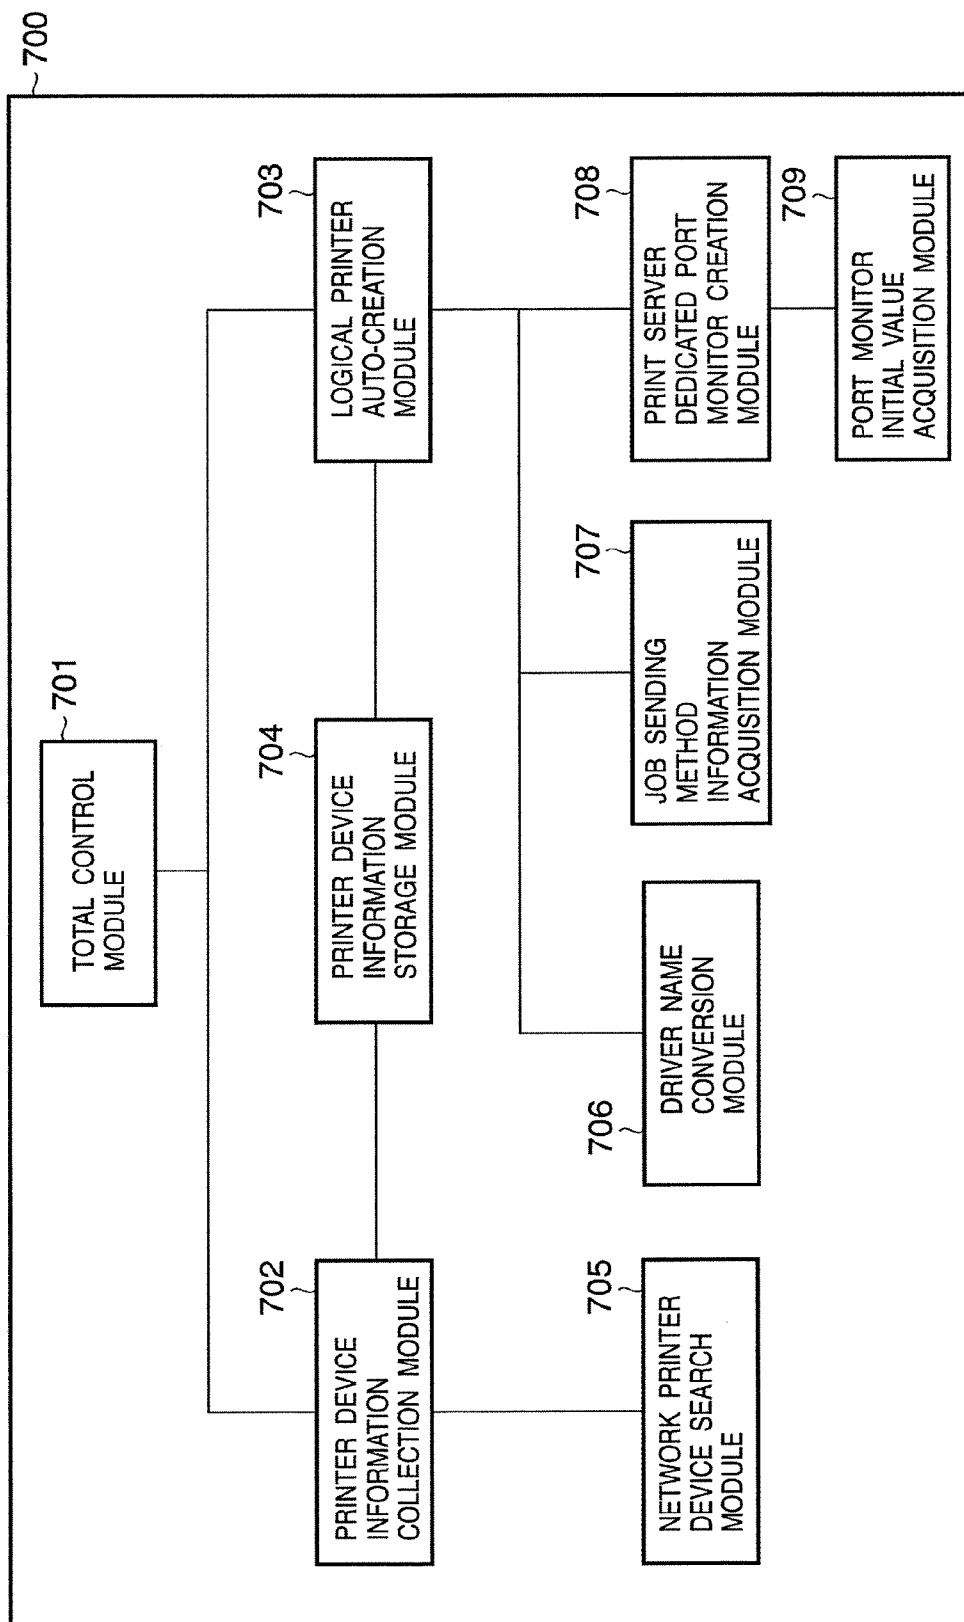 700
701
TOTAL CONTROL
MODULE
702
PRINTER DEVICE
INFORMATION
COLLECTION MODULE
704
PRINTER DEVICE
INFORMATION
STORAGE MODULE
703
LOGICAL PRINTER
AUTO-CREATION
MODULE
705
NETWORK PRINTER
DEVICE SEARCH
MODULE
706
DRIVER NAME
CONVERSION
MODULE
707
JOB SENDING
METHOD
INFORMATION
ACQUISITION MODULE
708
PRINT SERVER
DEDICATED PORT
MONITOR CREATION
MODULE
709
PORT MONITOR
INITIAL VALUE
ACQUISITION MODULE